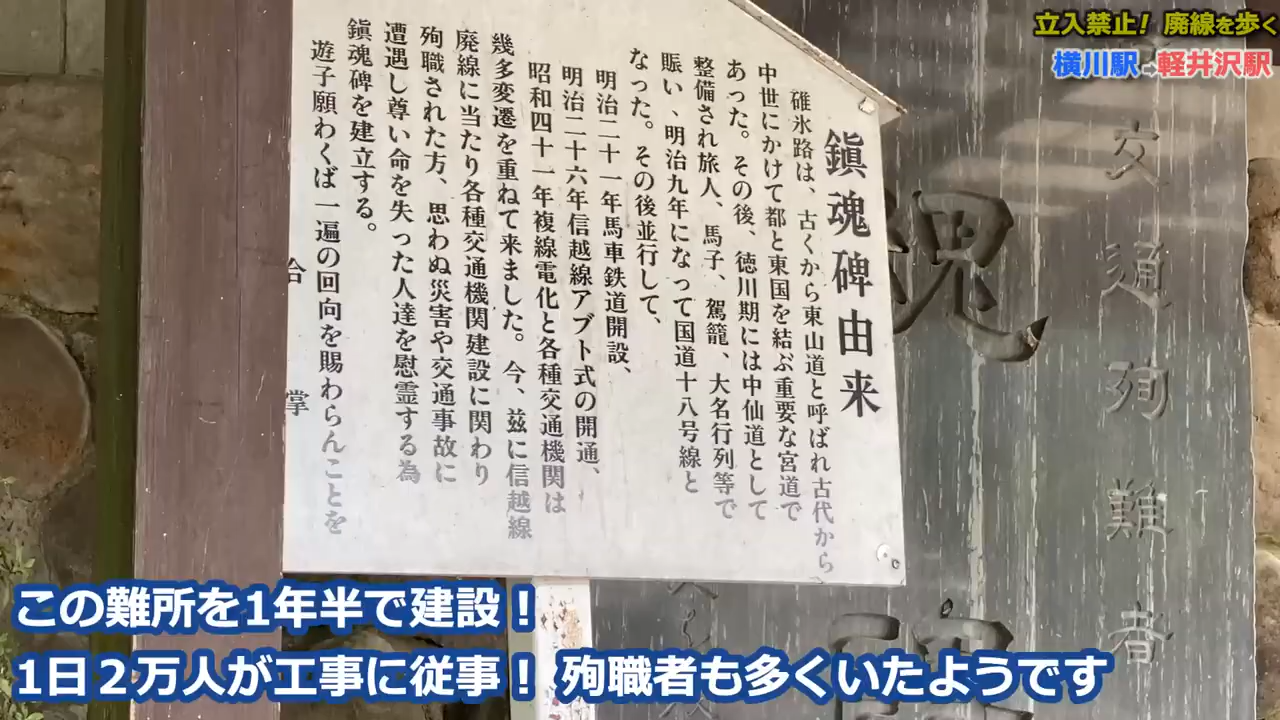 立入禁止！ 廃線を歩く
横川駅→軽井沢駅
鎮魂碑由来
碓氷路は、古くから東山道と呼ばれ古代から
中世にかけて都と東国を結ぶ重要な宮道で
あった。その後、徳川期には中仙道として
整備され旅人、馬子、駕籠、大名行列等で
賑い、明治九年になって国道十八号線と
なった。その後並行して、
明治二十一年馬車鉄道開設、
明治二十六年信越線アブト式の開通、
昭和四十一年複線電化と各種交通機関は
幾多変遷を重ねて来ました。今、茲に信越線
廃線に当たり各種交通機関建設に関わり
殉職された方、思わぬ災害や交通事故に
遭遇し尊い命を失った人達を慰霊する為
鎮魂碑を建立する。
遊子願わくば一遍の回向を賜わらんことを
合掌
交通殉難者
魂
碑
この難所を1年半で建設！
1日２万人が工事に従事！ 殉職者も多くいたようです